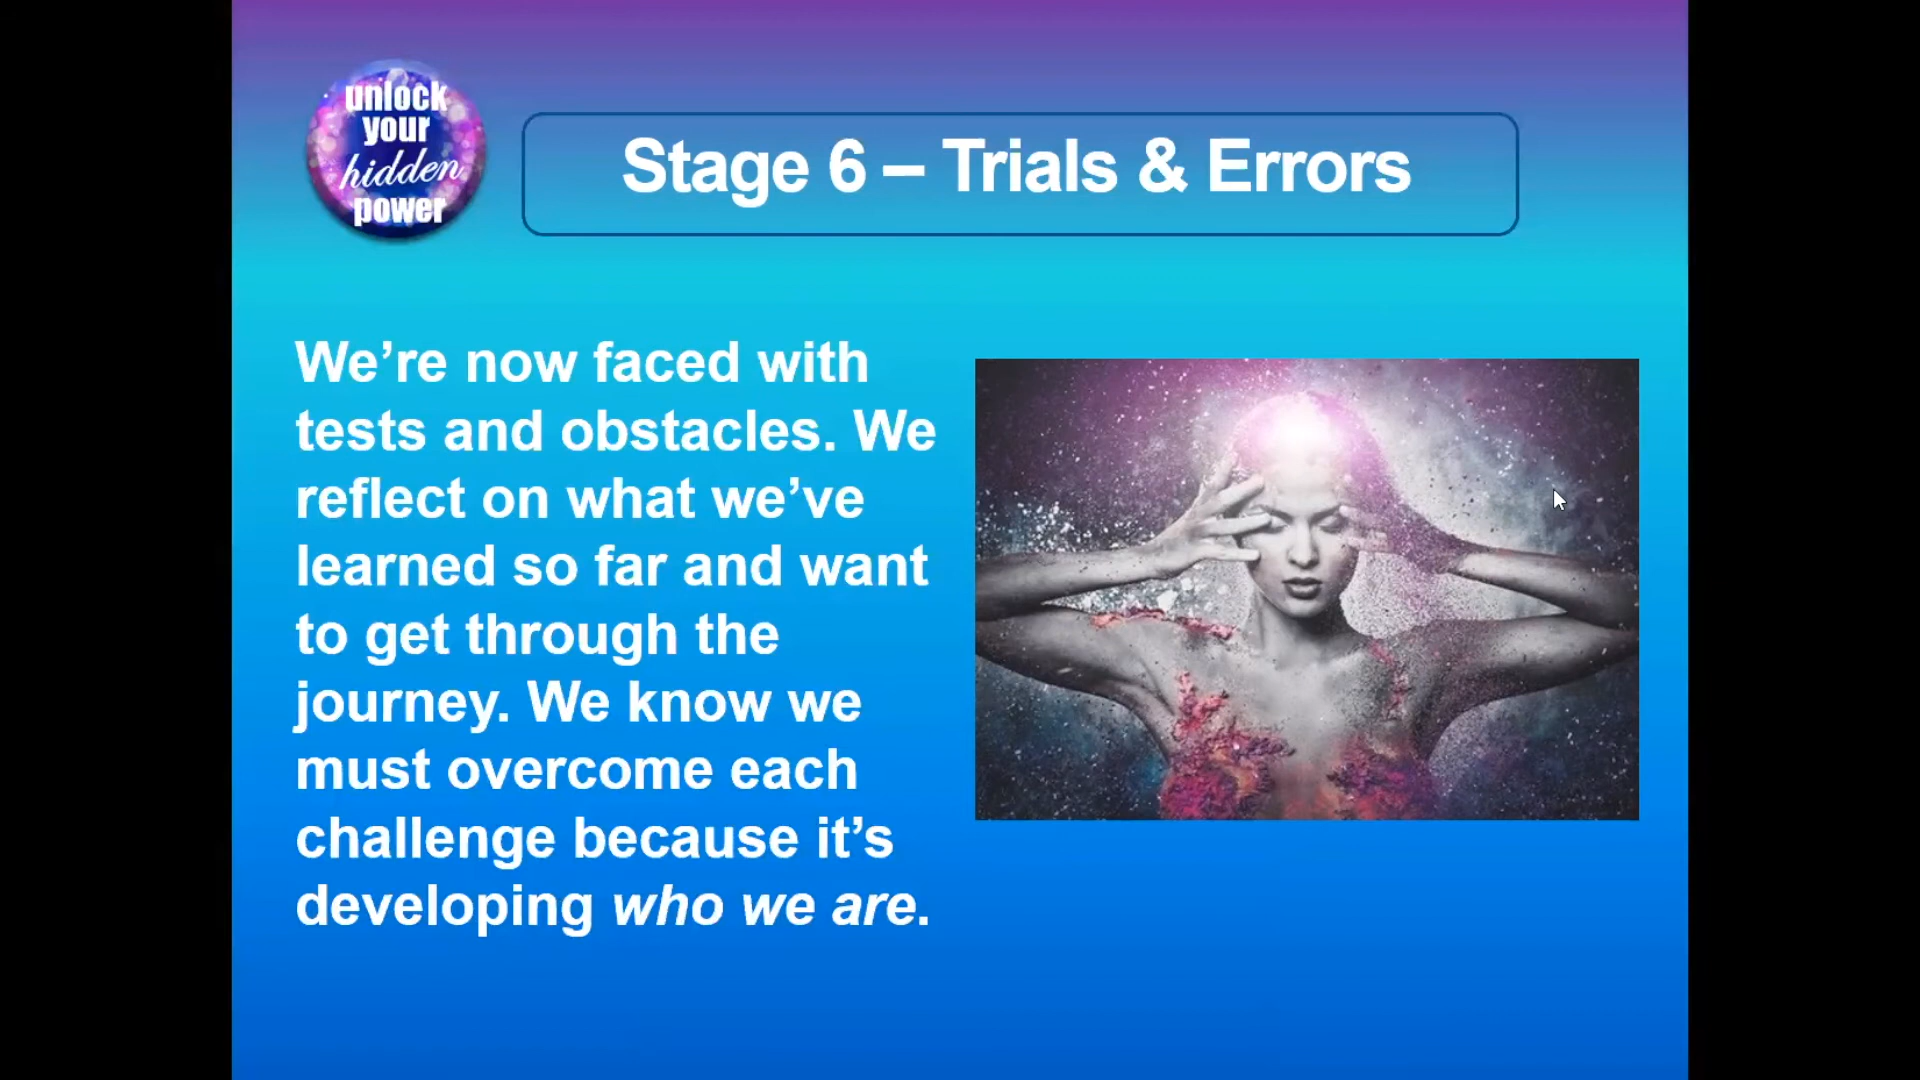 unlock
your
hidden
power
Stage 6 – Trials & Errors
We’re now faced with
tests and obstacles. We
reflect on what we’ve
learned so far and want
to get through the
journey. We know we
must overcome each
challenge because it’s
developing who we are.